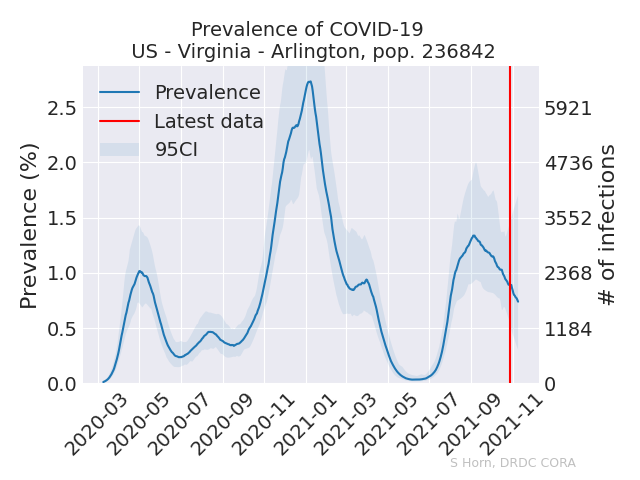 Prevalence of COVID-19
US - Virginia - Arlington, pop. 236842
Prevalence
Latest data
95CI
Prevalence (%)
2.5
2.0
1.5
1.0
0.5
0.0
5921
4736
3552
2368
1184
0
# of infections
2020-03
2020-05
2020-07
2020-09
2020-11
2021-01
2021-03
2021-05
2021-07
2021-09
2021-11
S Horn, DRDC CORA